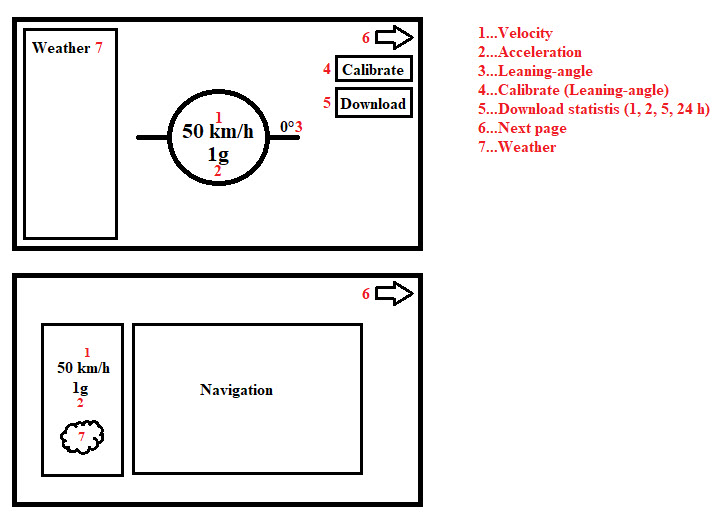 Weather 7
6
4 Calibrate
5 Download
1
50 km/h
0°3
1g
2
1...Velocity
2...Acceleration
3...Leaning-angle
4...Calibrate (Leaning-angle)
5...Download statistis (1, 2, 5, 24 h)
6...Next page
7...Weather
6
1
50 km/h
1g
2
7
Navigation